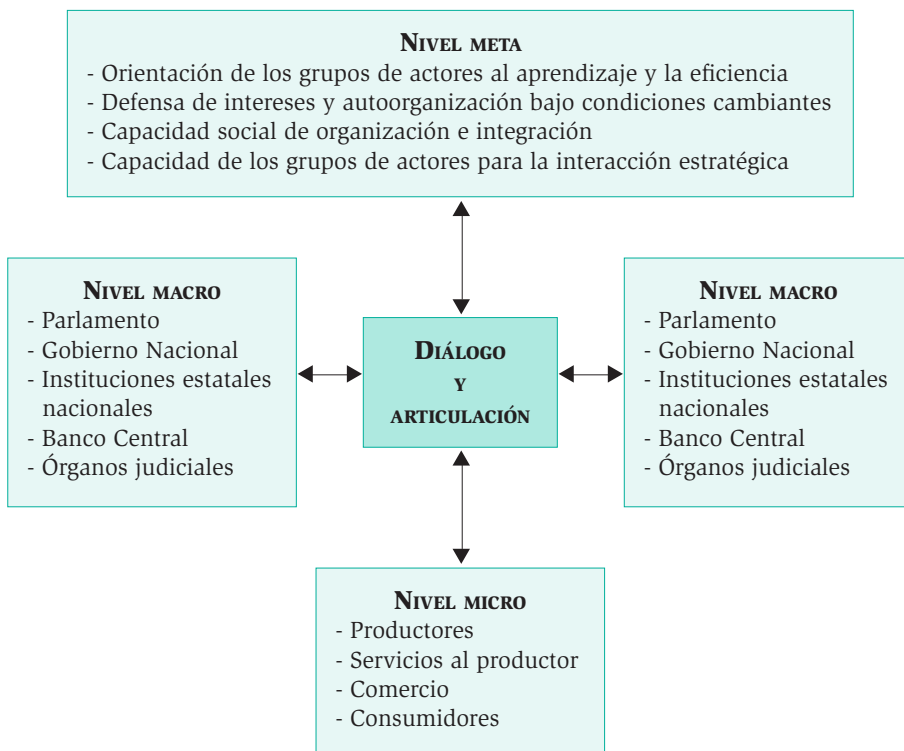 NIVEL META
- Orientación de los grupos de actores al aprendizaje y la eficiencia
- Defensa de intereses y autoorganización bajo condiciones cambiantes
- Capacidad social de organización e integración
- Capacidad de los grupos de actores para la interacción estratégica
NIVEL MACRO
- Parlamento
- Gobierno Nacional
- Instituciones estatales
nacionales
- Banco Central
- Órganos judiciales
DIÁLOGO
Y
ARTICULACIÓN
NIVEL MACRO
- Parlamento
- Gobierno Nacional
- Instituciones estatales
nacionales
- Banco Central
- Órganos judiciales
NIVEL MICRO
- Productores
- Servicios al productor
- Comercio
- Consumidores